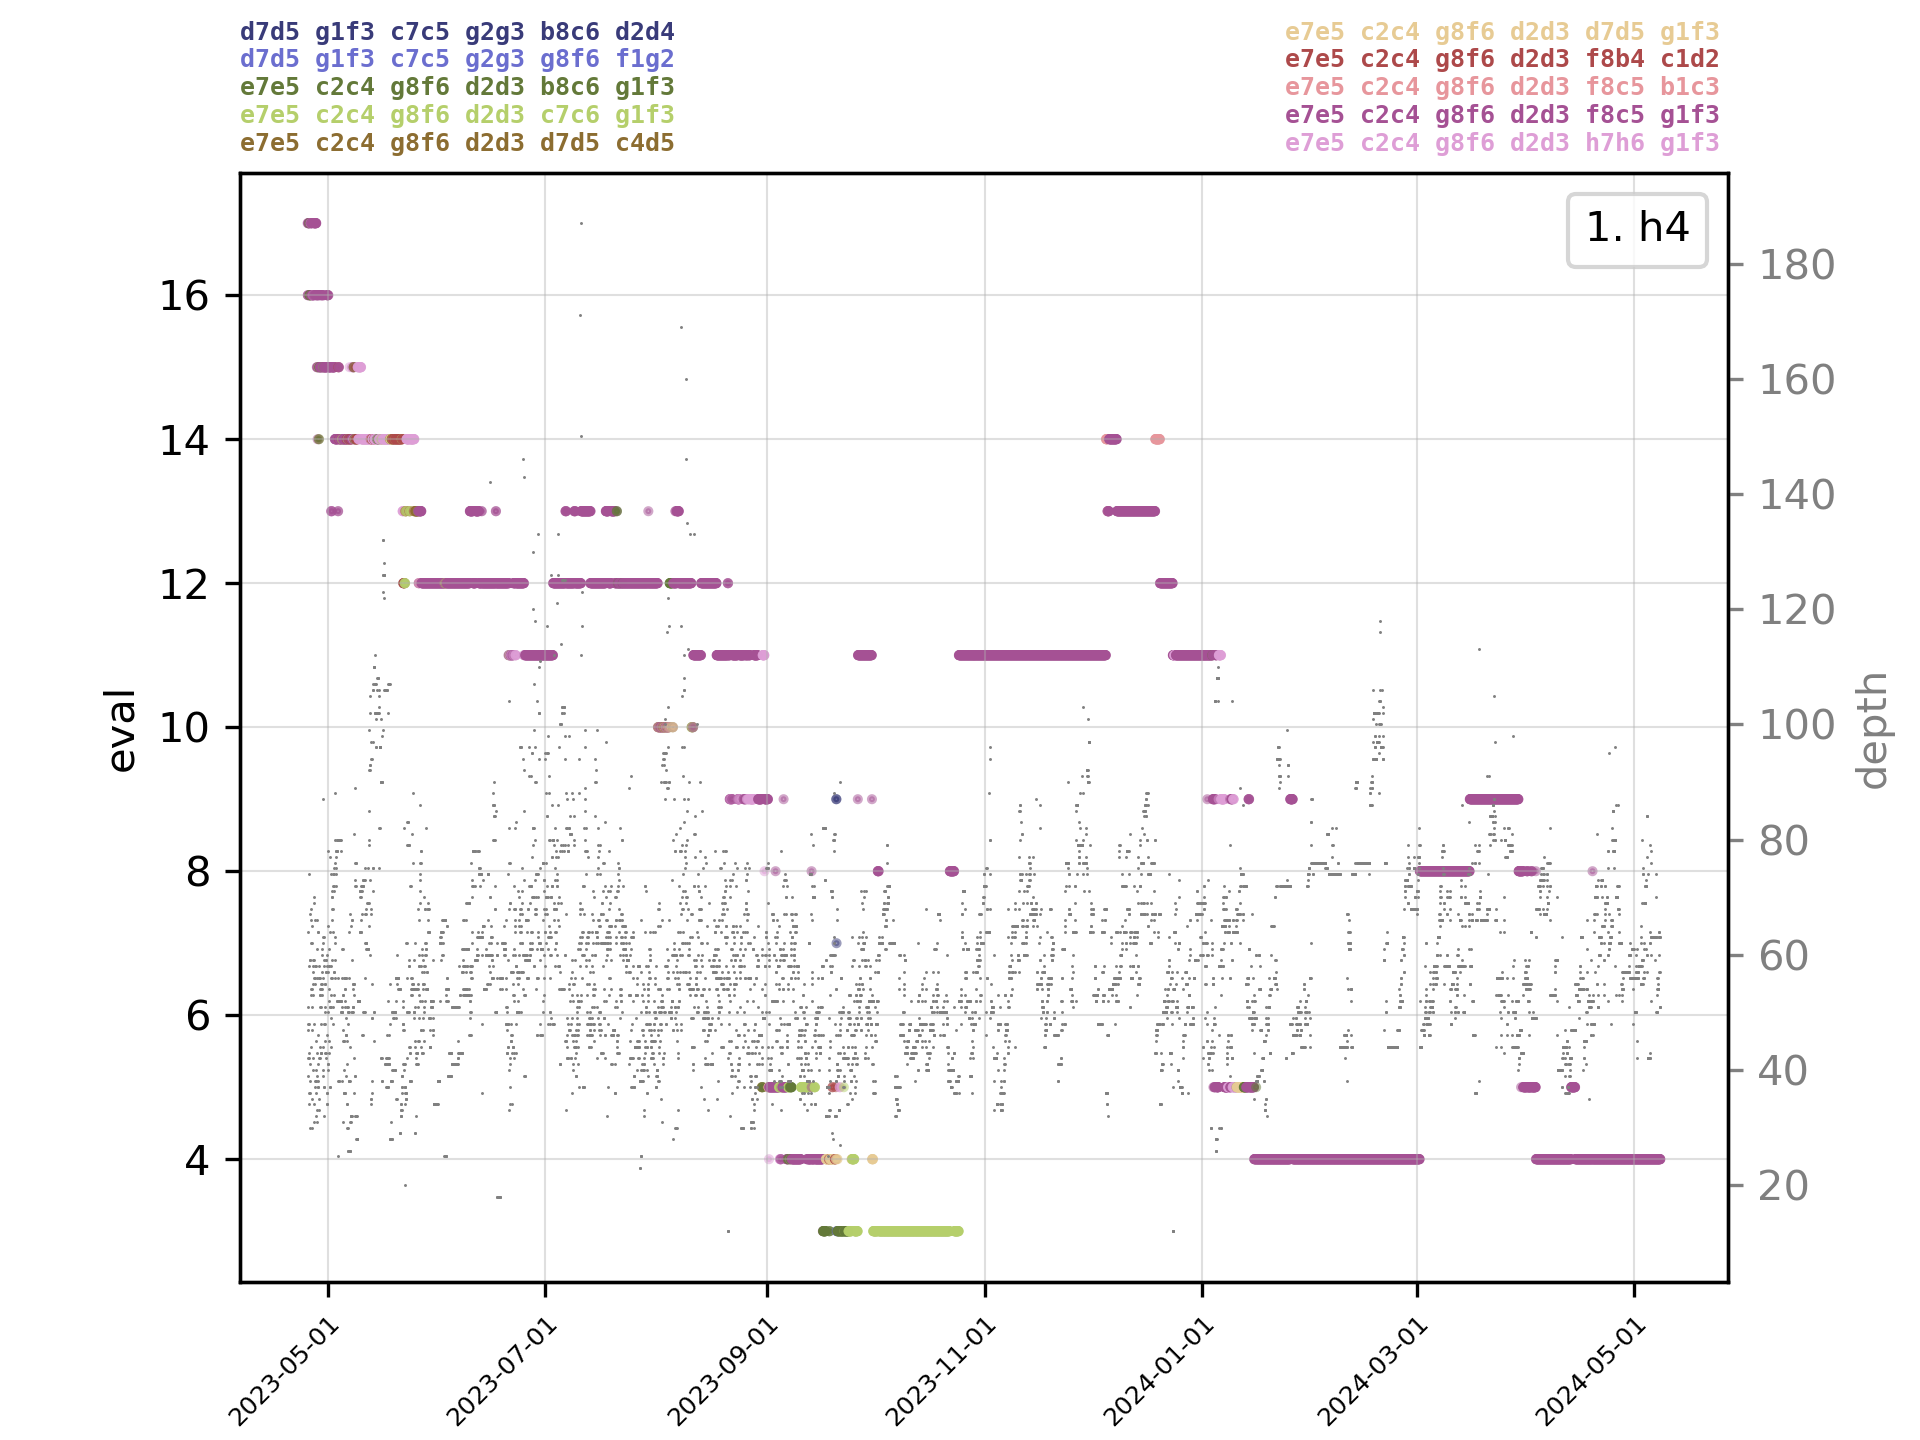 d7d5 g1f3 c7c5 g2g3 b8c6 d2d4
d7d5 g1f3 c7c5 g2g3 g8f6 f1g2
e7e5 c2c4 g8f6 d2d3 b8c6 g1f3
e7e5 c2c4 g8f6 d2d3 c7c6 g1f3
e7e5 c2c4 g8f6 d2d3 d7d5 c4d5
e7e5 c2c4 g8f6 d2d3 d7d5 g1f3
e7e5 c2c4 g8f6 d2d3 f8b4 c1d2
e7e5 c2c4 g8f6 d2d3 f8c5 b1c3
e7e5 c2c4 g8f6 d2d3 f8c5 g1f3
e7e5 c2c4 g8f6 d2d3 h7h6 g1f3
1. h4
eval
16
14
12
10
8
6
4
180
160
140
120
100
80
60
40
20
depth
2023-05-01
2023-07-01
2023-09-01
2023-11-01
2024-01-01
2024-03-01
2024-05-01